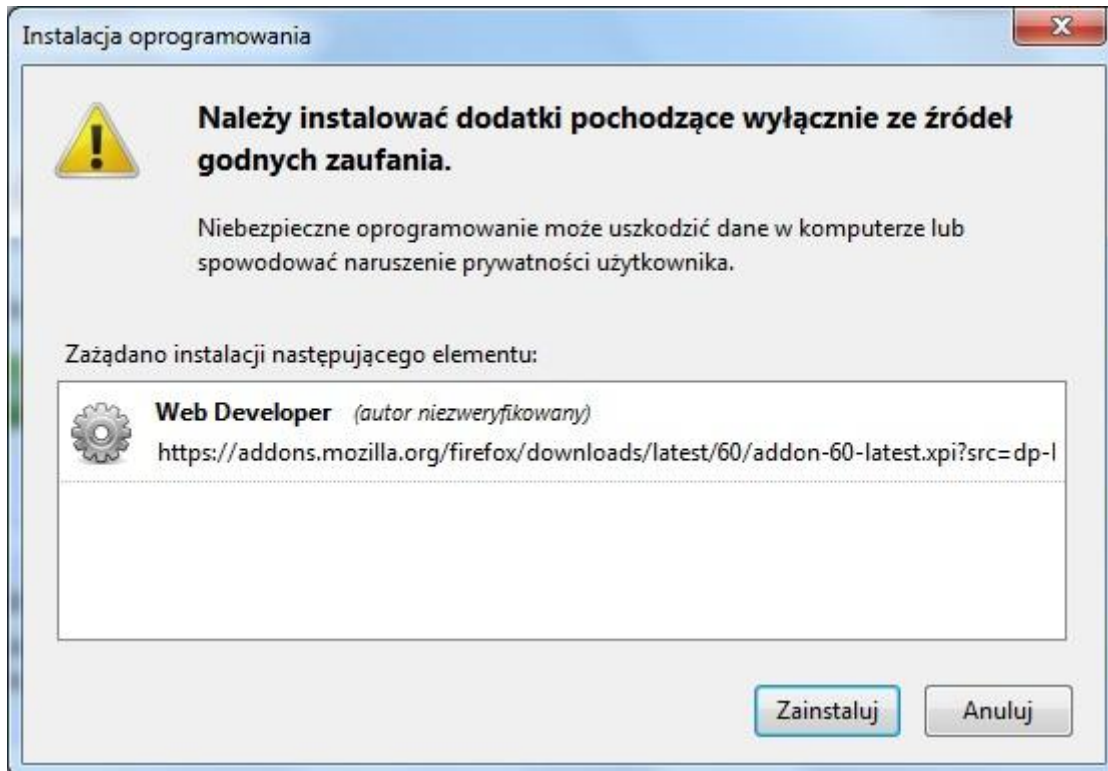 Instalacja oprogramowania
Należy instalować dodatki pochodzące wyłącznie ze źródeł
godnych zaufania.
Niebezpieczne oprogramowanie może uszkodzić dane w komputerze lub
spowodować naruszenie prywatności użytkownika.
Zażądano instalacji następującego elementu:
Web Developer (autor niezweryfikowany)
https://addons.mozilla.org/firefox/downloads/latest/60/addon-60-latest.xpi?src=dp-l
Zainstaluj Anuluj